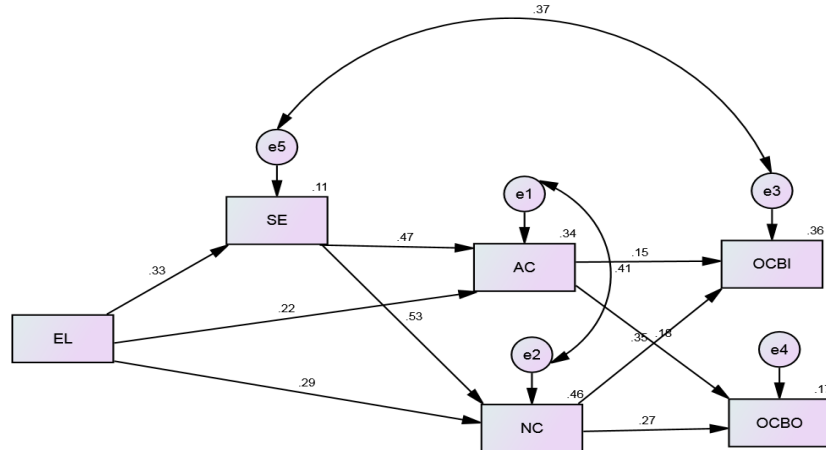 .37
e5
e3
.11
e1
SE
.36
.34
.47
OCBI
.15
AC
.41
.33
.22
.53
EL
.35
.18
e4
e2
.29
.46
OCBO
.27
NC